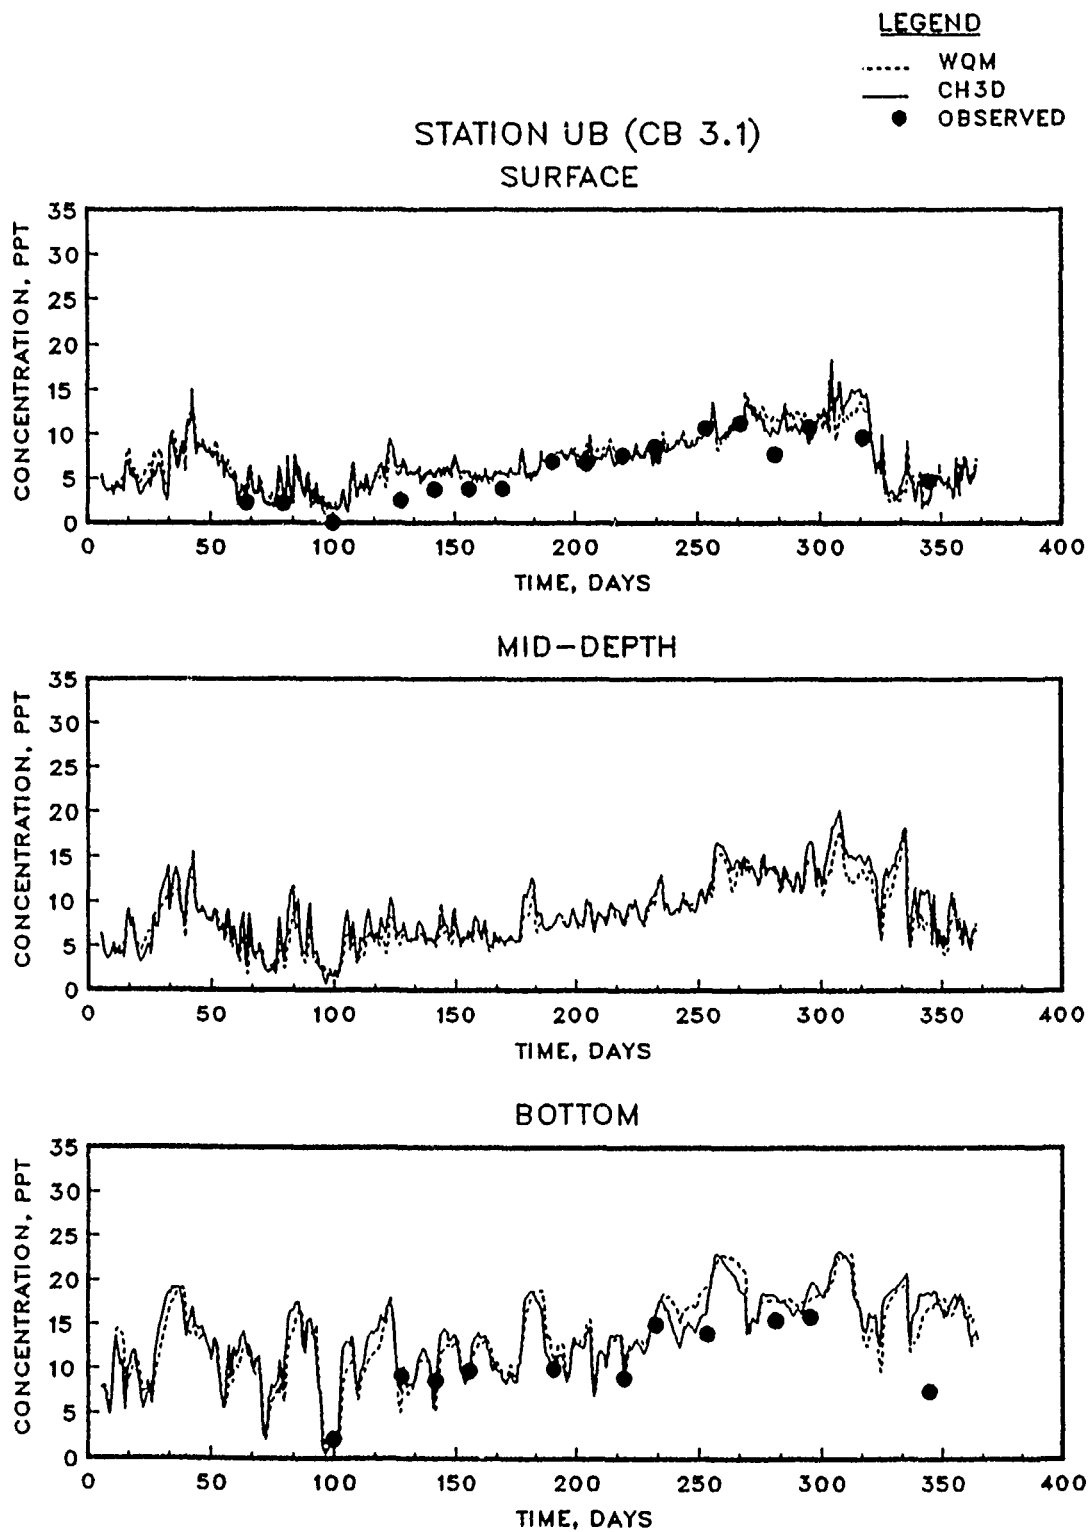 LEGEND
WQM
CH3D
OBSERVED
STATION UB (CB 3.1)
SURFACE
CONCENTRATION, PPT
35
30
25
20
15
10
5
0
0 50 100 150 200 250 300 350 400
TIME, DAYS
MID-DEPTH
CONCENTRATION, PPT
35
30
25
20
15
10
5
0
0 50 100 150 200 250 300 350 400
TIME, DAYS
BOTTOM
CONCENTRATION, PPT
35
30
25
20
15
10
5
0
0 50 100 150 200 250 300 350 400
TIME, DAYS